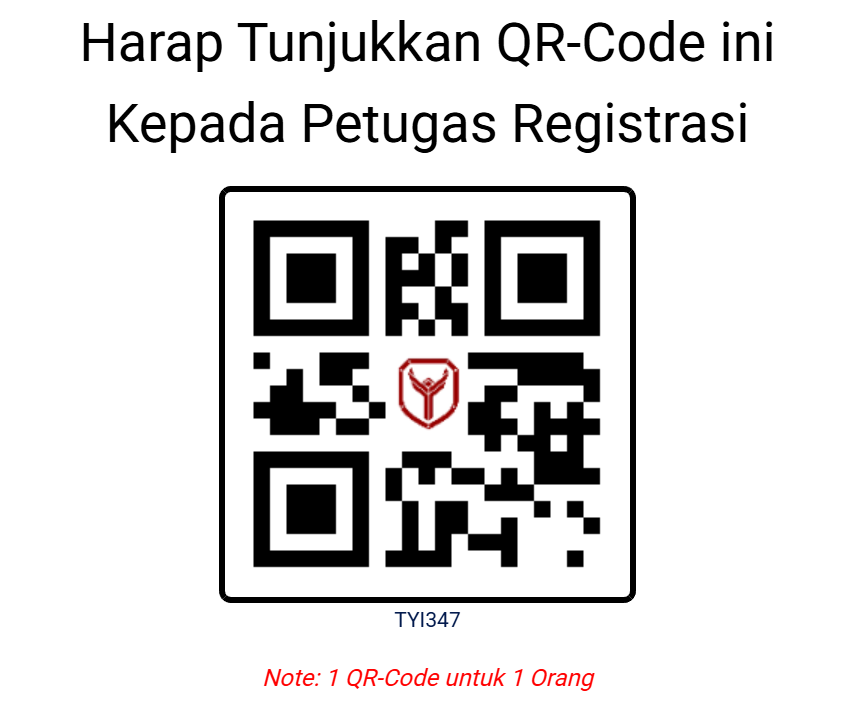 Harap Tunjukkan QR-Code ini
Kepada Petugas Registrasi
TYI347
Note: 1 QR-Code untuk 1 Orang